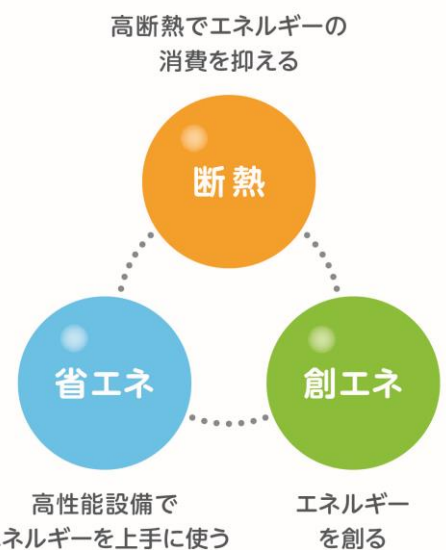 高断熱でエネルギーの
消費を抑える
断熱
省エネ
創エネ
高性能設備で
エネルギーを上手に使う
エネルギー
を創る